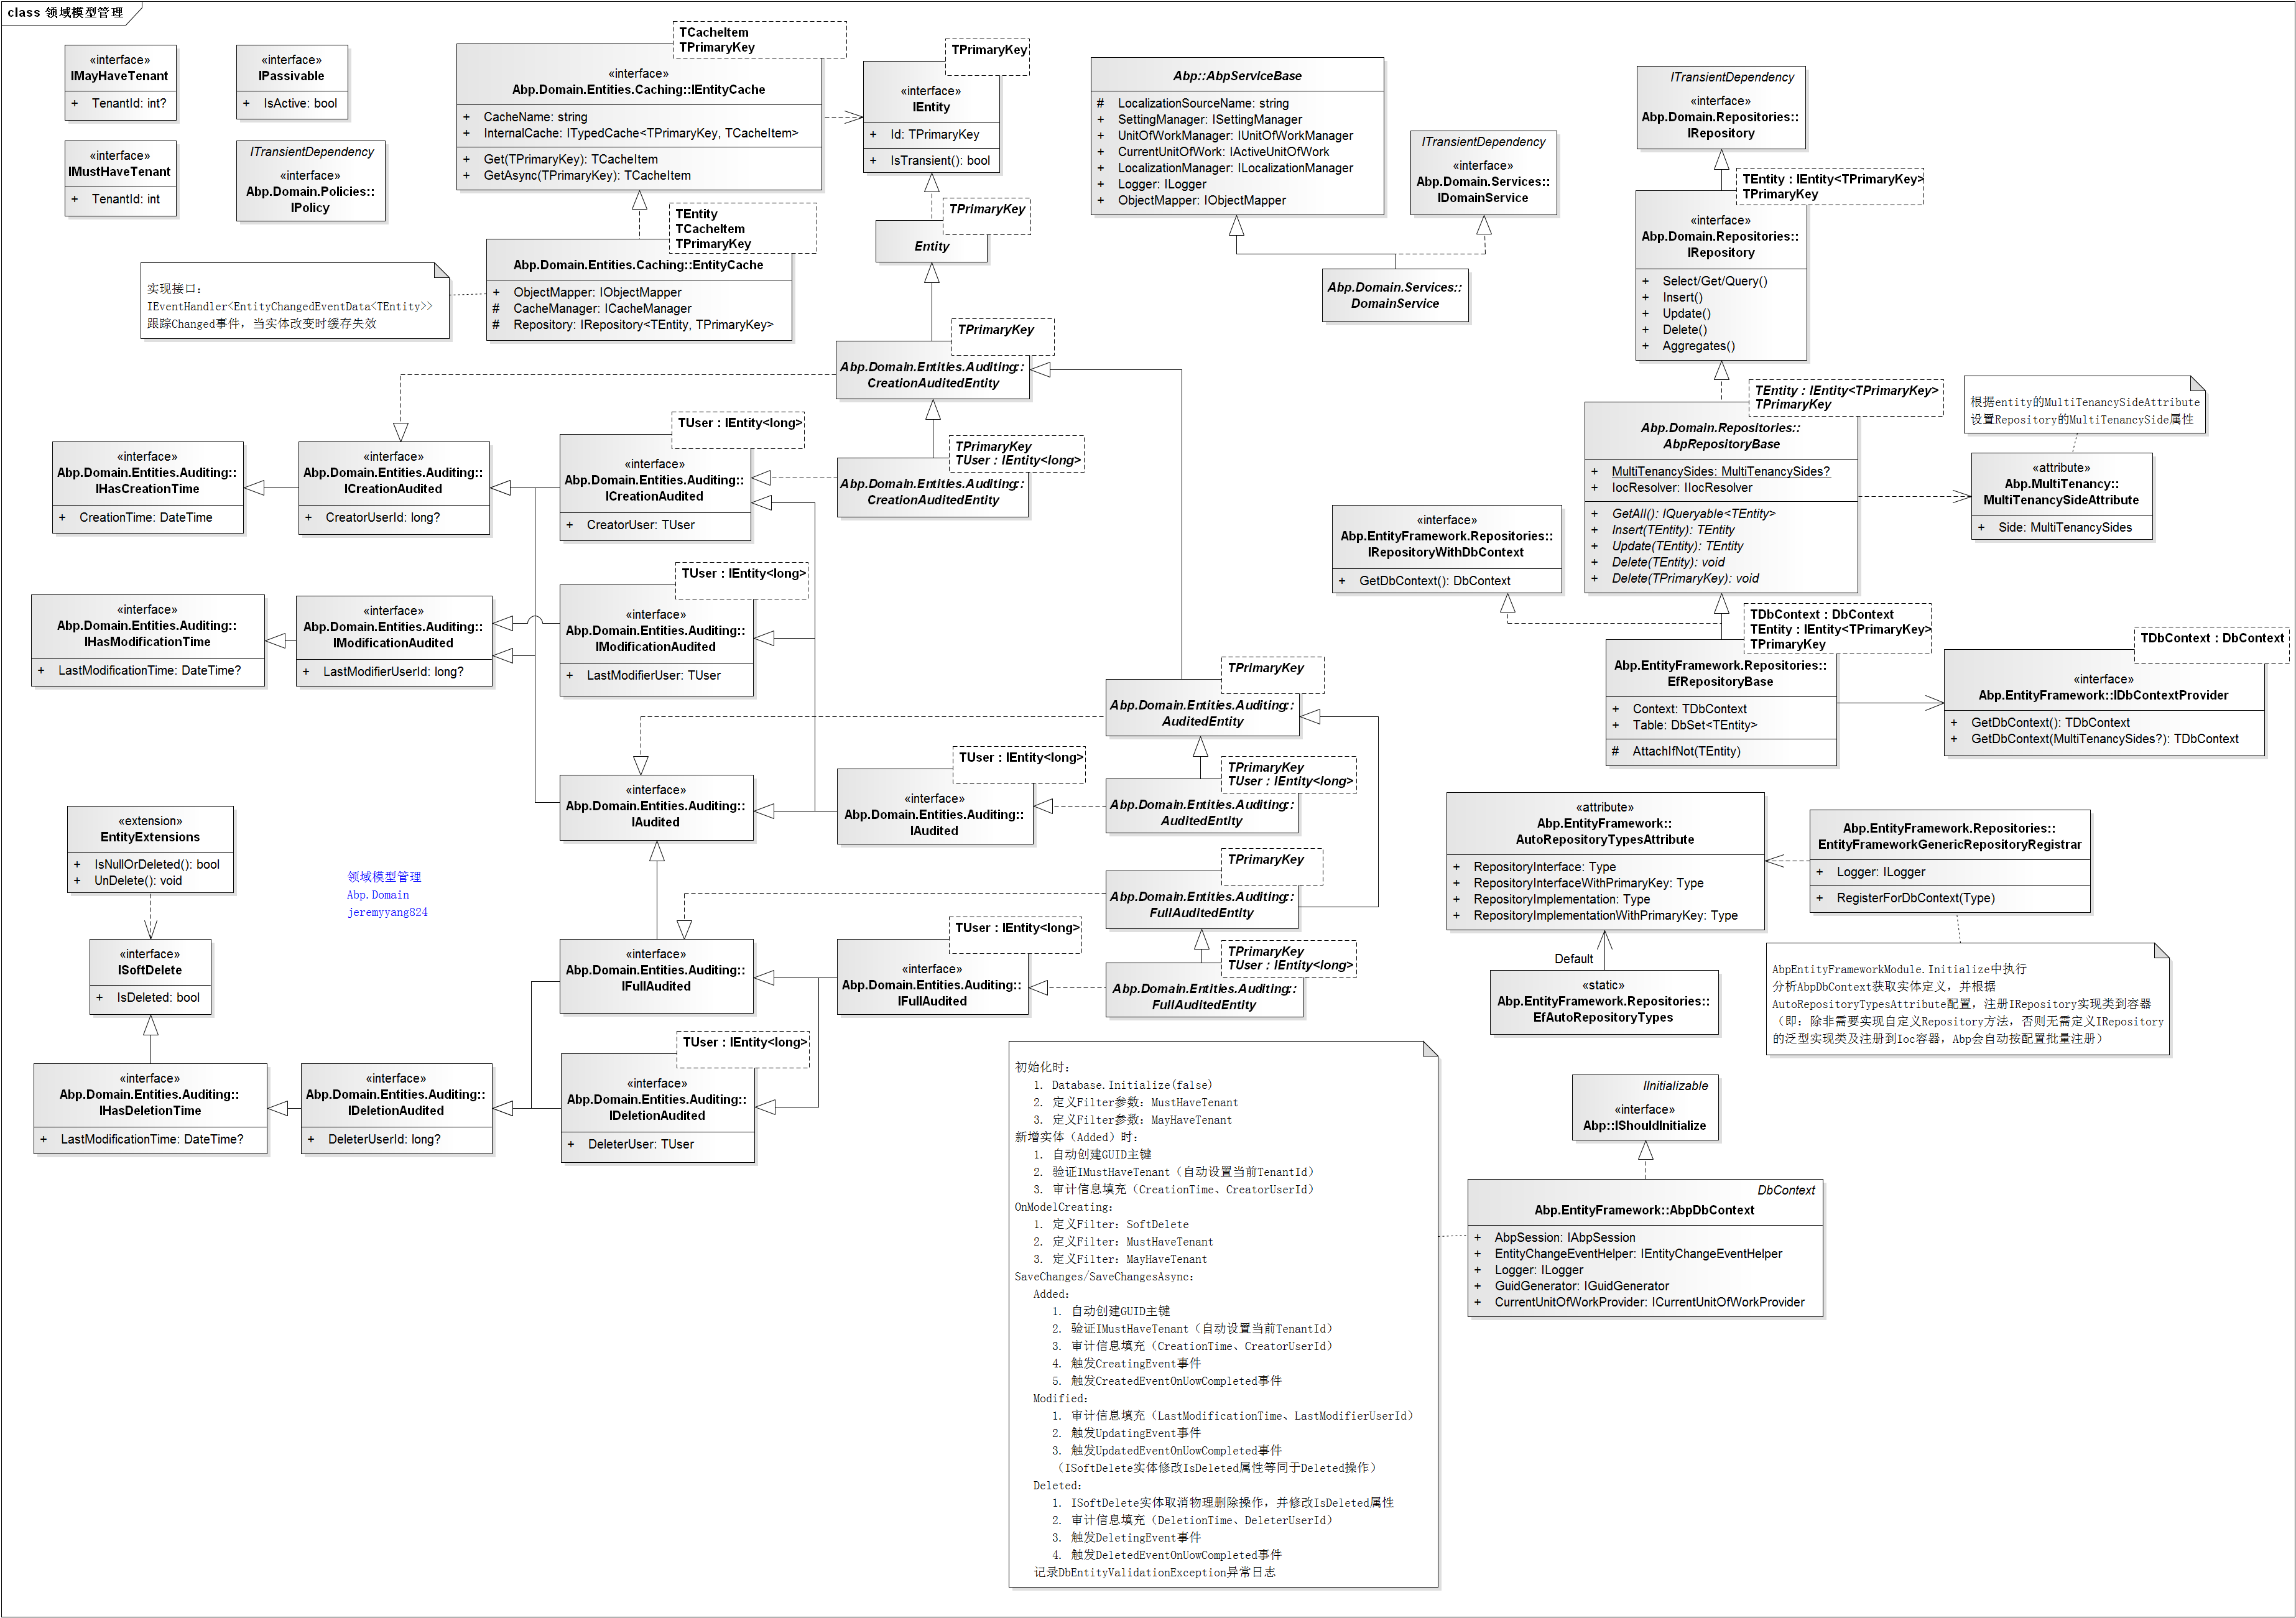 class 领域模型管理
«interface»
IMayHaveTenant
+ TenantId: int?
«interface»
IPassivable
+ IsActive: bool
«interface»
IMustHaveTenant
+ TenantId: int
ITransientDependency
«interface»
Abp.Domain.Policies::
IPolicy
TCacheItem
TPrimaryKey
«interface»
Abp.Domain.Entities.Caching::IEntityCache
+ CacheName: string
+ InternalCache: ITypedCache<TPrimaryKey, TCacheItem>
+ Get(TPrimaryKey): TCacheItem
+ GetAsync(TPrimaryKey): TCacheItem
TPrimaryKey
«interface»
IEntity
+ Id: TPrimaryKey
+ IsTransient(): bool
TEntity
TCacheItem
TPrimaryKey
Abp.Domain.Entities.Caching::EntityCache
+ ObjectMapper: IObjectMapper
# CacheManager: ICacheManager
# Repository: IRepository<TEntity, TPrimaryKey>
实现接口：
IEventHandler<EntityChangedEventData<TEntity>>
跟踪Changed事件，当实体改变时缓存失效
TPrimaryKey
Entity
Abp::AbpServiceBase
# LocalizationSourceName: string
+ SettingManager: ISettingManager
+ UnitOfWorkManager: IUnitOfWorkManager
+ CurrentUnitOfWork: IActiveUnitOfWork
+ LocalizationManager: ILocalizationManager
+ Logger: ILogger
+ ObjectMapper: IObjectMapper
ITransientDependency
«interface»
Abp.Domain.Services::
IDomainService
Abp.Domain.Services::
DomainService
ITransientDependency
«interface»
Abp.Domain.Repositories::
IRepository
TEntity : IEntity<TPrimaryKey>
TPrimaryKey
«interface»
Abp.Domain.Repositories::
IRepository
+ Select/Get/Query()
+ Insert()
+ Update()
+ Delete()
+ Aggregates()
TPrimaryKey
Abp.Domain.Entities.Auditing::
CreationAuditedEntity
TPrimaryKey
TUser : IEntity<long>
Abp.Domain.Entities.Auditing::
CreationAuditedEntity
«interface»
Abp.Domain.Entities.Auditing::
IHasCreationTime
+ CreationTime: DateTime
«interface»
Abp.Domain.Entities.Auditing::
ICreationAudited
+ CreatorUserId: long?
TUser : IEntity<long>
«interface»
Abp.Domain.Entities.Auditing::
ICreationAudited
+ CreatorUser: TUser
TEntity : IEntity<TPrimaryKey>
TPrimaryKey
Abp.Domain.Repositories::
AbpRepositoryBase
+ MultiTenancySides: MultiTenancySides?
+ IocResolver: IIocResolver
+ GetAll(): IQueryable<TEntity>
+ Insert(TEntity): TEntity
+ Update(TEntity): TEntity
+ Delete(TEntity): void
+ Delete(TPrimaryKey): void
根据entity的MultiTenancySideAttribute
设置Repository的MultiTenancySide属性
«attribute»
Abp.MultiTenancy::
MultiTenancySideAttribute
+ Side: MultiTenancySides
«interface»
Abp.EntityFramework.Repositories::
IRepositoryWithDbContext
+ GetDbContext(): DbContext
«interface»
Abp.Domain.Entities.Auditing::
IHasModificationTime
+ LastModificationTime: DateTime?
«interface»
Abp.Domain.Entities.Auditing::
IModificationAudited
+ LastModifierUserId: long?
TUser : IEntity<long>
«interface»
Abp.Domain.Entities.Auditing::
IModificationAudited
+ LastModifierUser: TUser
TDbContext : DbContext
TEntity : IEntity<TPrimaryKey>
TPrimaryKey
Abp.EntityFramework.Repositories::
EfRepositoryBase
+ Context: TDbContext
+ Table: DbSet<TEntity>
# AttachIfNot(TEntity)
TDbContext : DbContext
«interface»
Abp.EntityFramework::IDbContextProvider
+ GetDbContext(): TDbContext
+ GetDbContext(MultiTenancySides?): TDbContext
TPrimaryKey
Abp.Domain.Entities.Auditing::
AuditedEntity
TPrimaryKey
TUser : IEntity<long>
Abp.Domain.Entities.Auditing::
AuditedEntity
«interface»
Abp.Domain.Entities.Auditing::
IAudited
TUser : IEntity<long>
«interface»
Abp.Domain.Entities.Auditing::
IAudited
«extension»
EntityExtensions
+ IsNullOrDeleted(): bool
+ UnDelete(): void
领域模型管理
Abp.Domain
jeremyyang824
«attribute»
Abp.EntityFramework::
AutoRepositoryTypesAttribute
+ RepositoryInterface: Type
+ RepositoryInterfaceWithPrimaryKey: Type
+ RepositoryImplementation: Type
+ RepositoryImplementationWithPrimaryKey: Type
Abp.EntityFramework.Repositories::
EntityFrameworkGenericRepositoryRegistrar
+ Logger: ILogger
+ RegisterForDbContext(Type)
Default
«static»
Abp.EntityFramework.Repositories::
EfAutoRepositoryTypes
AbpEntityFrameworkModule.Initialize中执行
分析AbpDbContext获取实体定义，并根据
AutoRepositoryTypesAttribute配置，注册IRepository实现类到容器
（即：除非需要实现自定义Repository方法，否则无需定义IRepository
的泛型实现类及注册到Ioc容器，Abp会自动按配置批量注册）
TPrimaryKey
Abp.Domain.Entities.Auditing::
FullAuditedEntity
TPrimaryKey
TUser : IEntity<long>
Abp.Domain.Entities.Auditing::
FullAuditedEntity
«interface»
ISoftDelete
+ IsDeleted: bool
«interface»
Abp.Domain.Entities.Auditing::
IFullAudited
TUser : IEntity<long>
«interface»
Abp.Domain.Entities.Auditing::
IFullAudited
«interface»
Abp.Domain.Entities.Auditing::
IHasDeletionTime
+ LastModificationTime: DateTime?
«interface»
Abp.Domain.Entities.Auditing::
IDeletionAudited
+ DeleterUserId: long?
TUser : IEntity<long>
«interface»
Abp.Domain.Entities.Auditing::
IDeletionAudited
+ DeleterUser: TUser
初始化时：
1. Database.Initialize(false)
2. 定义Filter参数：MustHaveTenant
3. 定义Filter参数：MayHaveTenant
新增实体（Added）时：
1. 自动创建GUID主键
2. 验证IMustHaveTenant（自动设置当前TenantId）
3. 审计信息填充（CreationTime、CreatorUserId）
OnModelCreating：
1. 定义Filter：SoftDelete
2. 定义Filter：MustHaveTenant
3. 定义Filter：MayHaveTenant
SaveChanges/SaveChangesAsync：
Added：
1. 自动创建GUID主键
2. 验证IMustHaveTenant（自动设置当前TenantId）
3. 审计信息填充（CreationTime、CreatorUserId）
4. 触发CreatingEvent事件
5. 触发CreatedEventOnUowCompleted事件
Modified：
1. 审计信息填充（LastModificationTime、LastModifierUserId）
2. 触发UpdatingEvent事件
3. 触发UpdatedEventOnUowCompleted事件
（ISoftDelete实体修改IsDeleted属性等同于Deleted操作）
Deleted：
1. ISoftDelete实体取消物理删除操作，并修改IsDeleted属性
2. 审计信息填充（DeletionTime、DeleterUserId）
3. 触发DeletingEvent事件
4. 触发DeletedEventOnUowCompleted事件
记录DbEntityValidationException异常日志
IInitializable
«interface»
Abp::IShouldInitialize
DbContext
Abp.EntityFramework::AbpDbContext
+ AbpSession: IAbpSession
+ EntityChangeEventHelper: IEntityChangeEventHelper
+ Logger: ILogger
+ GuidGenerator: IGuidGenerator
+ CurrentUnitOfWorkProvider: ICurrentUnitOfWorkProvider